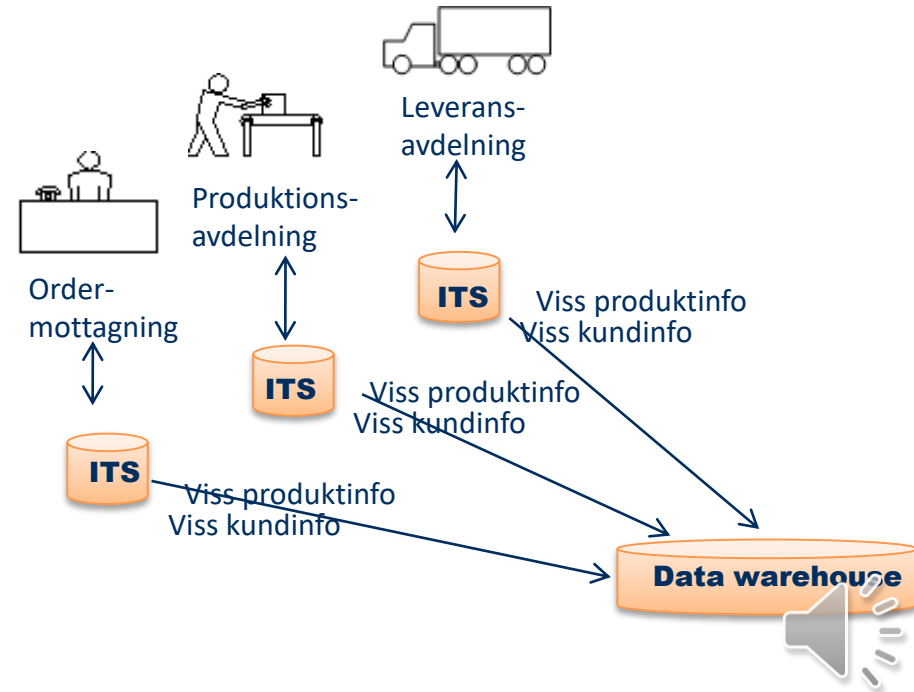 Leverans-
avdelning
Produktions-
avdelning
Order-
mottagning
ITS
Viss produktinfo
Viss kundinfo
ITS
Viss produktinfo
Viss kundinfo
ITS
Viss produktinfo
Viss kundinfo
Data warehouse